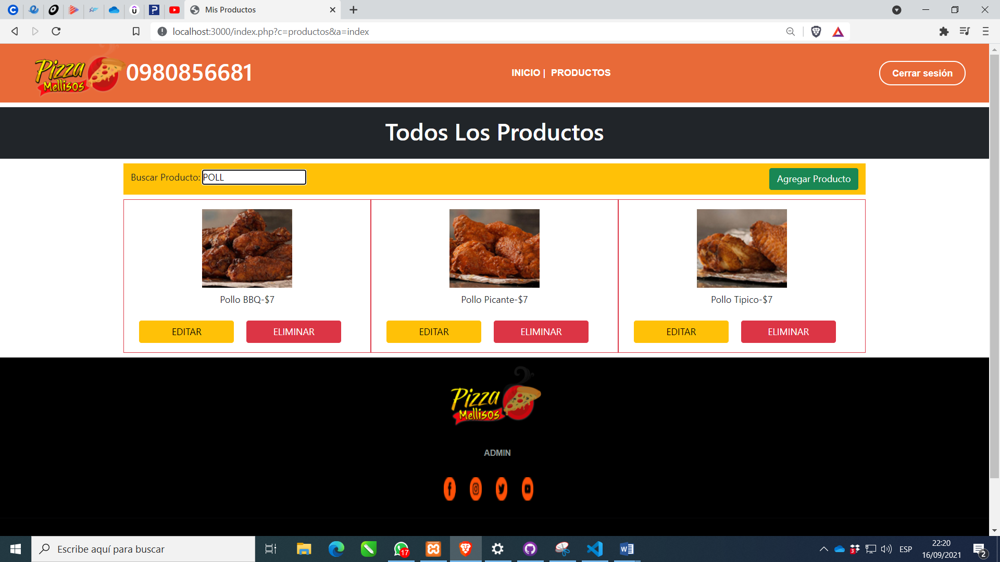 Mis Productos
localhost:3000/index.php?c=productos&a=index
Pizza
Mellisos
0980856681
INICIO | PRODUCTOS
Cerrar sesión
Todos Los Productos
Buscar Producto: POLL
Agregar Producto
Pollo BBQ-$7
Pollo Picante-$7
Pollo Tipico-$7
EDITAR ELIMINAR
EDITAR ELIMINAR
EDITAR ELIMINAR
Pizza
Mellisos
ADMIN
Escribe aquí para buscar
17
3
ESP
22:20
16/09/2021
2